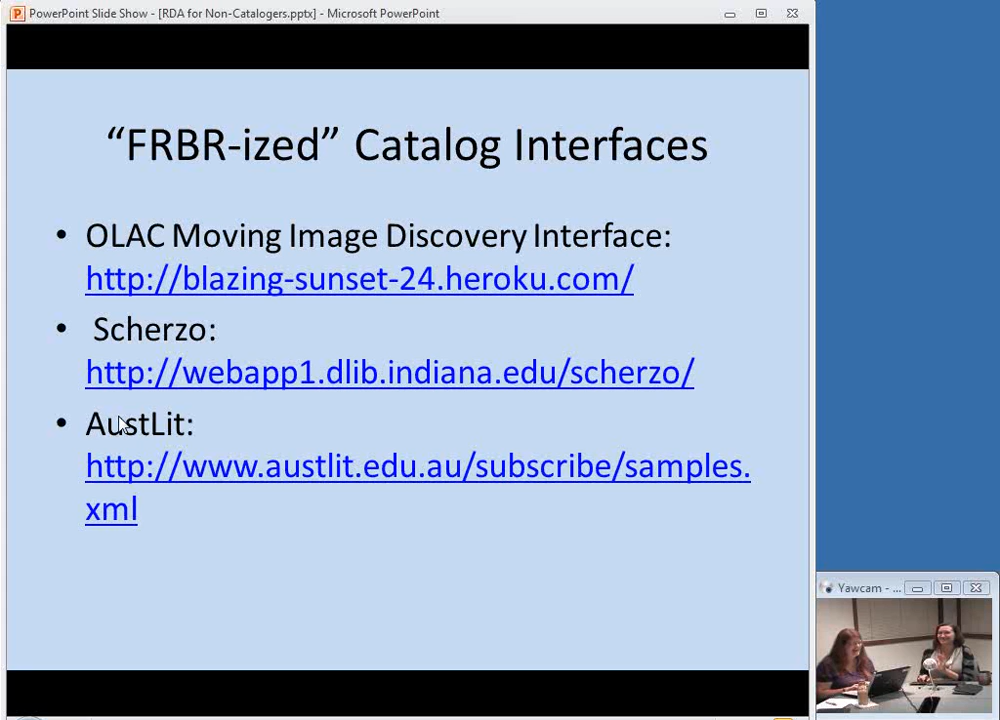 PowerPoint Slide Show - [RDA for Non-Catalogers.pptx] - Microsoft PowerPoint
“FRBR-ized” Catalog Interfaces
• OLAC Moving Image Discovery Interface:
http://blazing-sunset-24.heroku.com/
• Scherzo:
http://webapp1.dlib.indiana.edu/scherzo/
• AustLit:
http://www.austlit.edu.au/subscribe/samples.
xml
Yawcam - ...